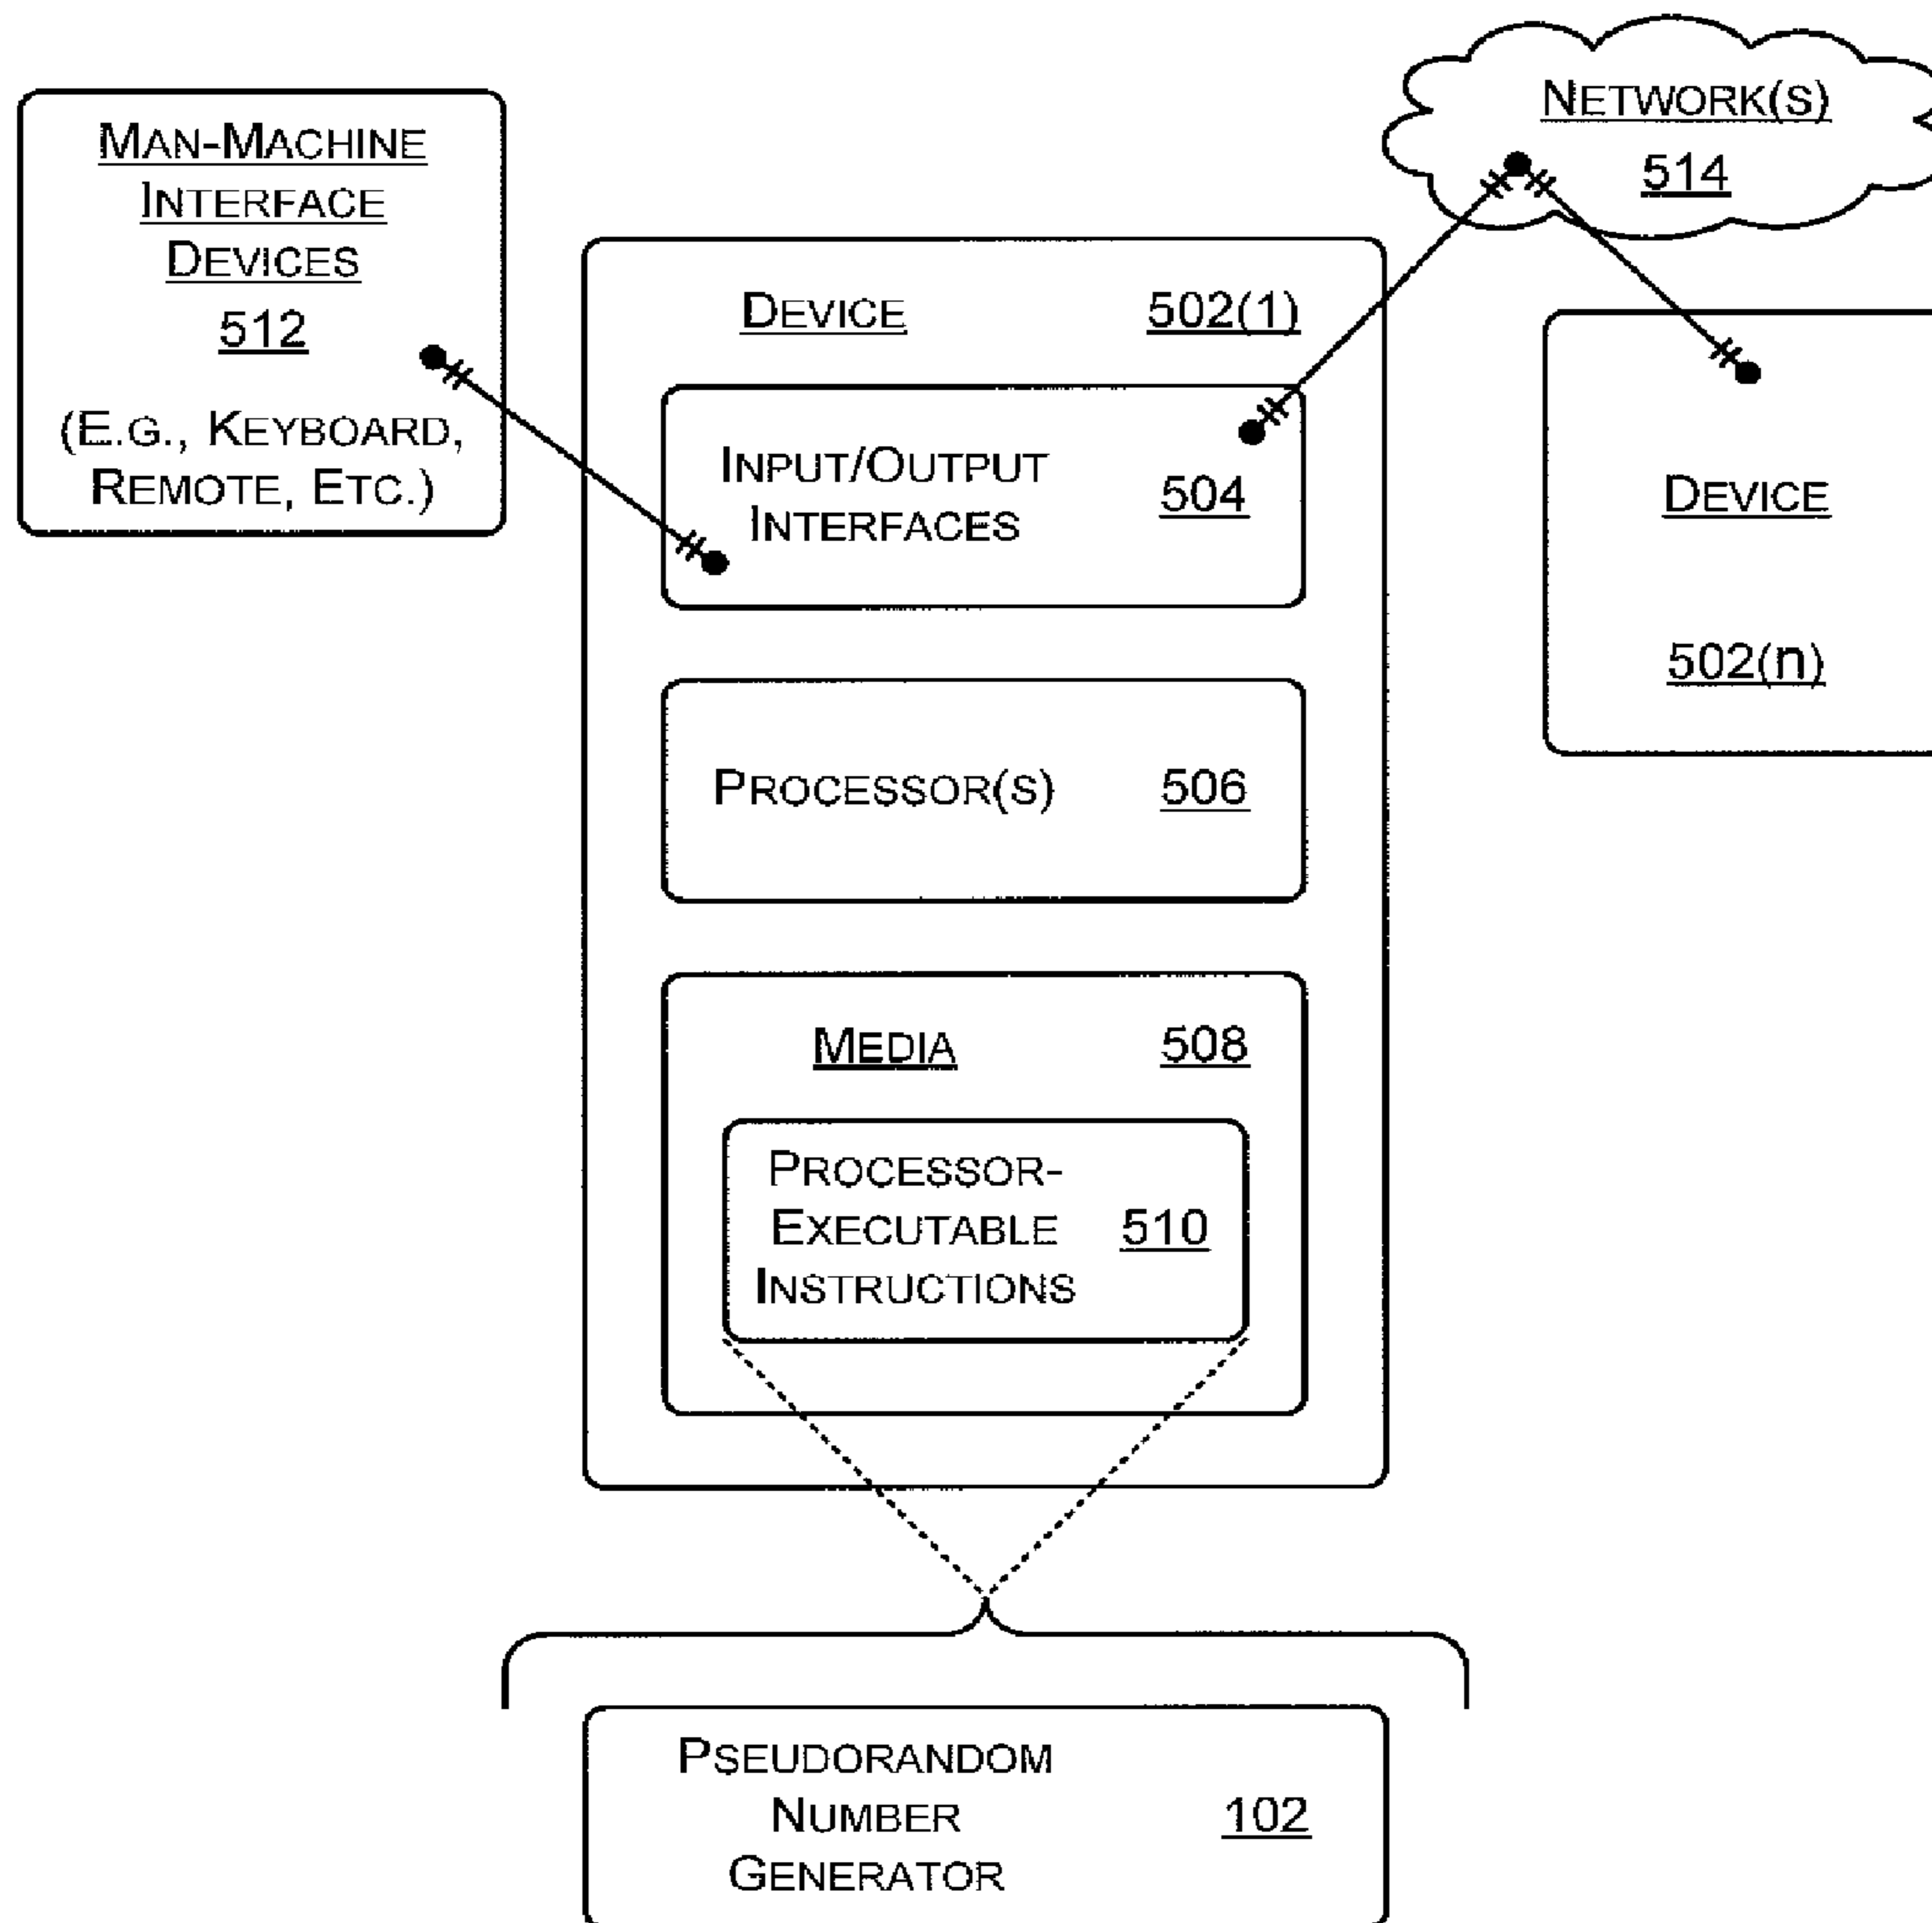 MAN-MACHINE
INTERFACE
DEVICES
512
(E.G., KEYBOARD,
REMOTE, ETC.)
NETWORK(S)
514
DEVICE 502(1)
INPUT/OUTPUT
INTERFACES
504
DEVICE
502(n)
PROCESSOR(S) 506
MEDIA 508
PROCESSOR-
EXECUTABLE
INSTRUCTIONS
510
PSEUDORANDOM
NUMBER
GENERATOR
102